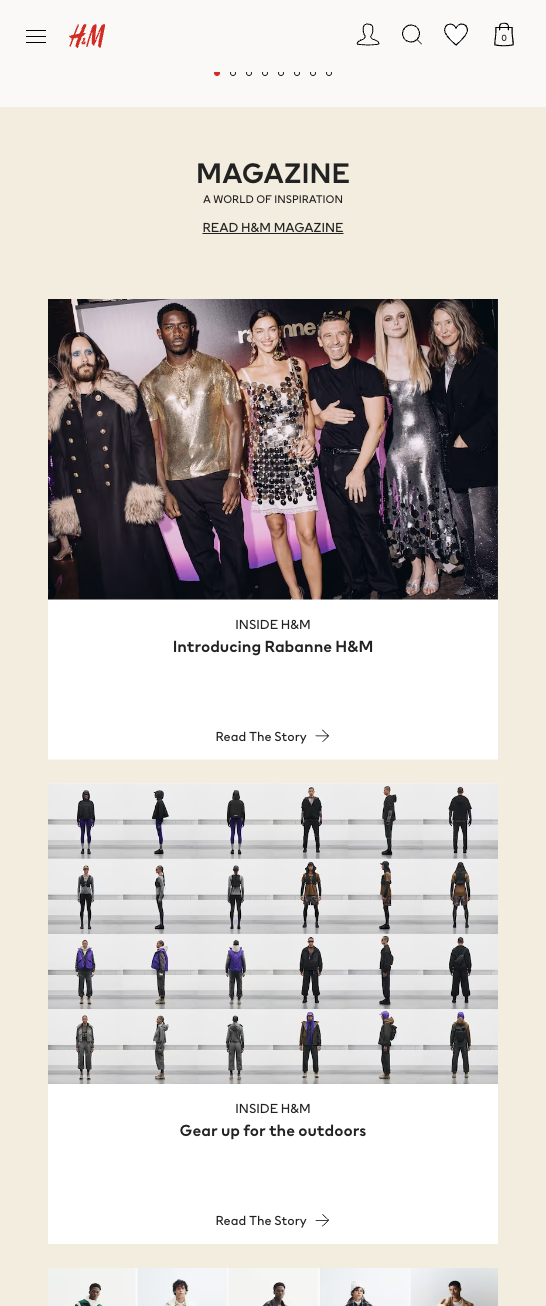 H&M
0
MAGAZINE
A WORLD OF INSPIRATION
READ H&M MAGAZINE
INSIDE H&M
Introducing Rabanne H&M
Read The Story
INSIDE H&M
Gear up for the outdoors
Read The Story